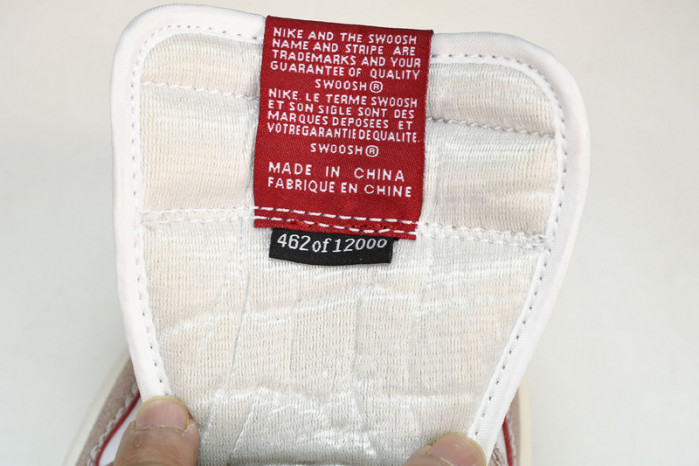 NIKE AND THE SWOOSH
NAME AND STRIPE ARE
TRADEMARKS AND YOUR
GUARANTEE OF QUALITY
SWOOSH®
NIKE. LE TERME SWOOSH
ET SON SIGLE SONT DES
MARQUES DEPOSEES ET
VOTREGARANTIEDEQUALITE.
SWOOSH®
MADE IN CHINA
FABRIQUE EN CHINE
462of12000